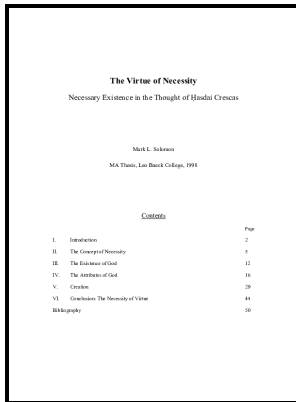 The Virtue of Necessity
Necessary Existence in the Thought of Ḥasdai Crescas
Mark L. Solomon
MA Thesis, Leo Baeck College, 1998
Contents
Page
I. Introduction 2
II. The Concept of Necessity 5
III. The Existence of God 12
IV. The Attributes of God 16
V. Creation 29
VI. Conclusion: The Necessity of Virtue 44
Bibliography 50